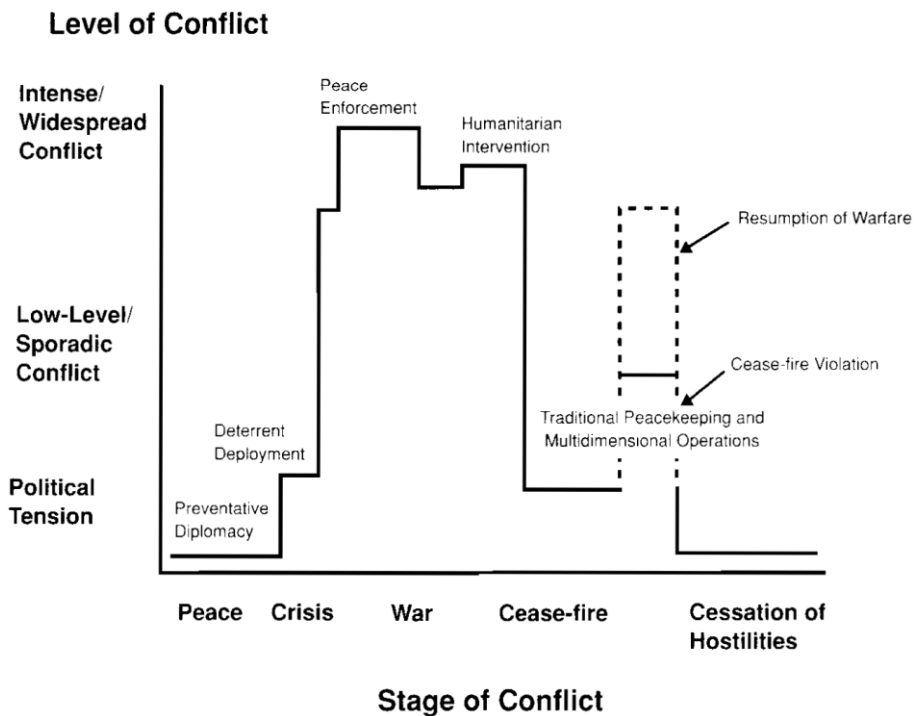 Level of Conflict
Intense/
Widespread
Conflict
Peace
Enforcement
Humanitarian
Intervention
Resumption of Warfare
Low-Level/
Sporadic
Conflict
Cease-fire Violation
Traditional Peacekeeping and
Multidimensional Operations
Deterrent
Deployment
Political
Tension
Preventative
Diplomacy
Peace
Crisis
War
Cease-fire
Cessation of
Hostilities
Stage of Conflict